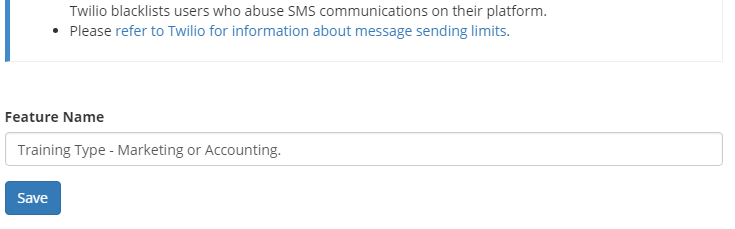 Twilio blacklists users who abuse SMS communications on their platform.
• Please refer to Twilio for information about message sending limits.
Feature Name
Training Type - Marketing or Accounting.
Save